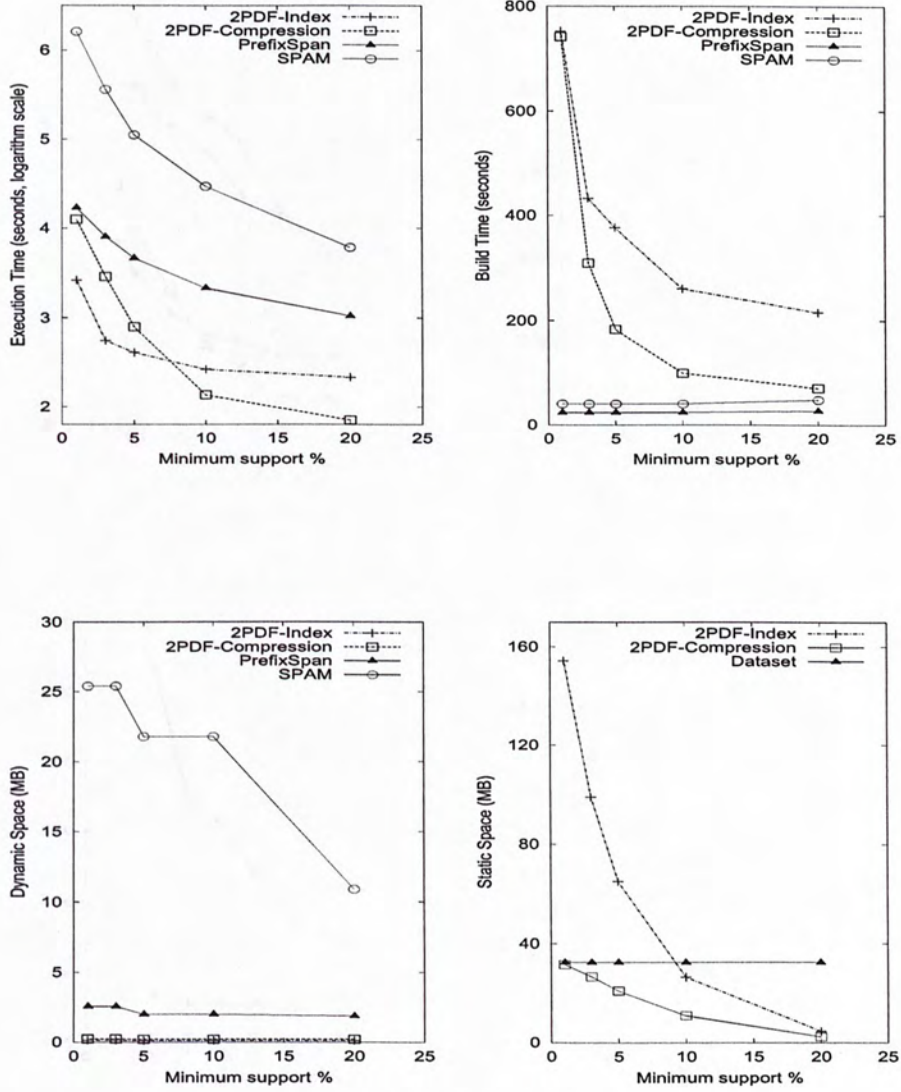 2PDF-Index
2PDF-Compression
PrefixSpan
SPAM
6
5
4
3
2
0 5 10 15 20 25
Minimum support %
Execution Time (seconds, logarithm scale)
2PDF-Index
2PDF-Compression
PrefixSpan
SPAM
800
600
400
200
0
0 5 10 15 20 25
Minimum support %
Build Time (seconds)
2PDF-Index
2PDF-Compression
PrefixSpan
SPAM
30
25
20
15
10
5
0
0 5 10 15 20 25
Minimum support %
Dynamic Space (MB)
2PDF-Index
2PDF-Compression
Dataset
160
120
80
40
0
0 5 10 15 20 25
Minimum support %
Static Space (MB)